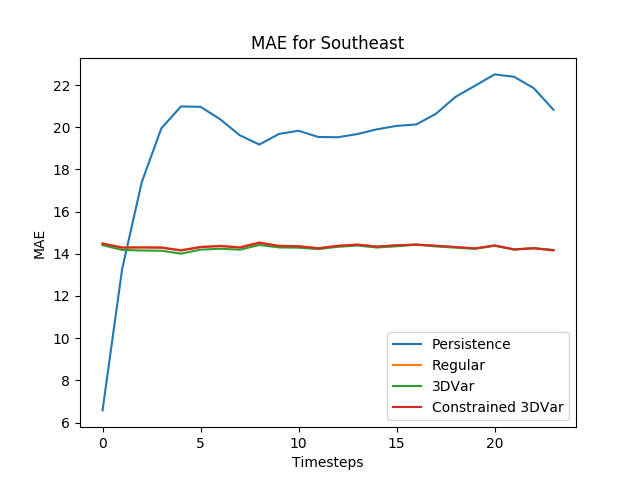 MAE for Southeast
MAE
22
20
18
16
14
12
10
8
6
0
5
10
15
20
Timesteps
Persistence
Regular
3DVar
Constrained 3DVar